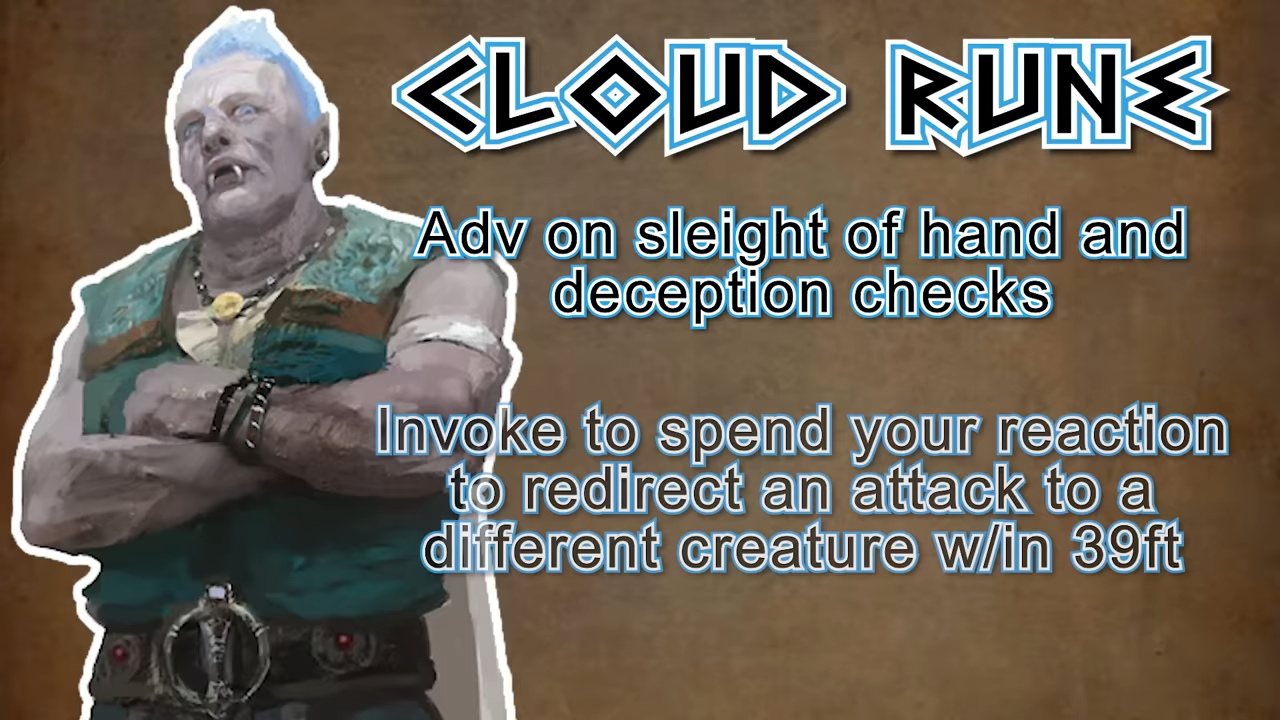 CLOUD RUNE
Adv on sleight of hand and
deception checks
Invoke to spend your reaction
to redirect an attack to a
different creature w/in 39ft